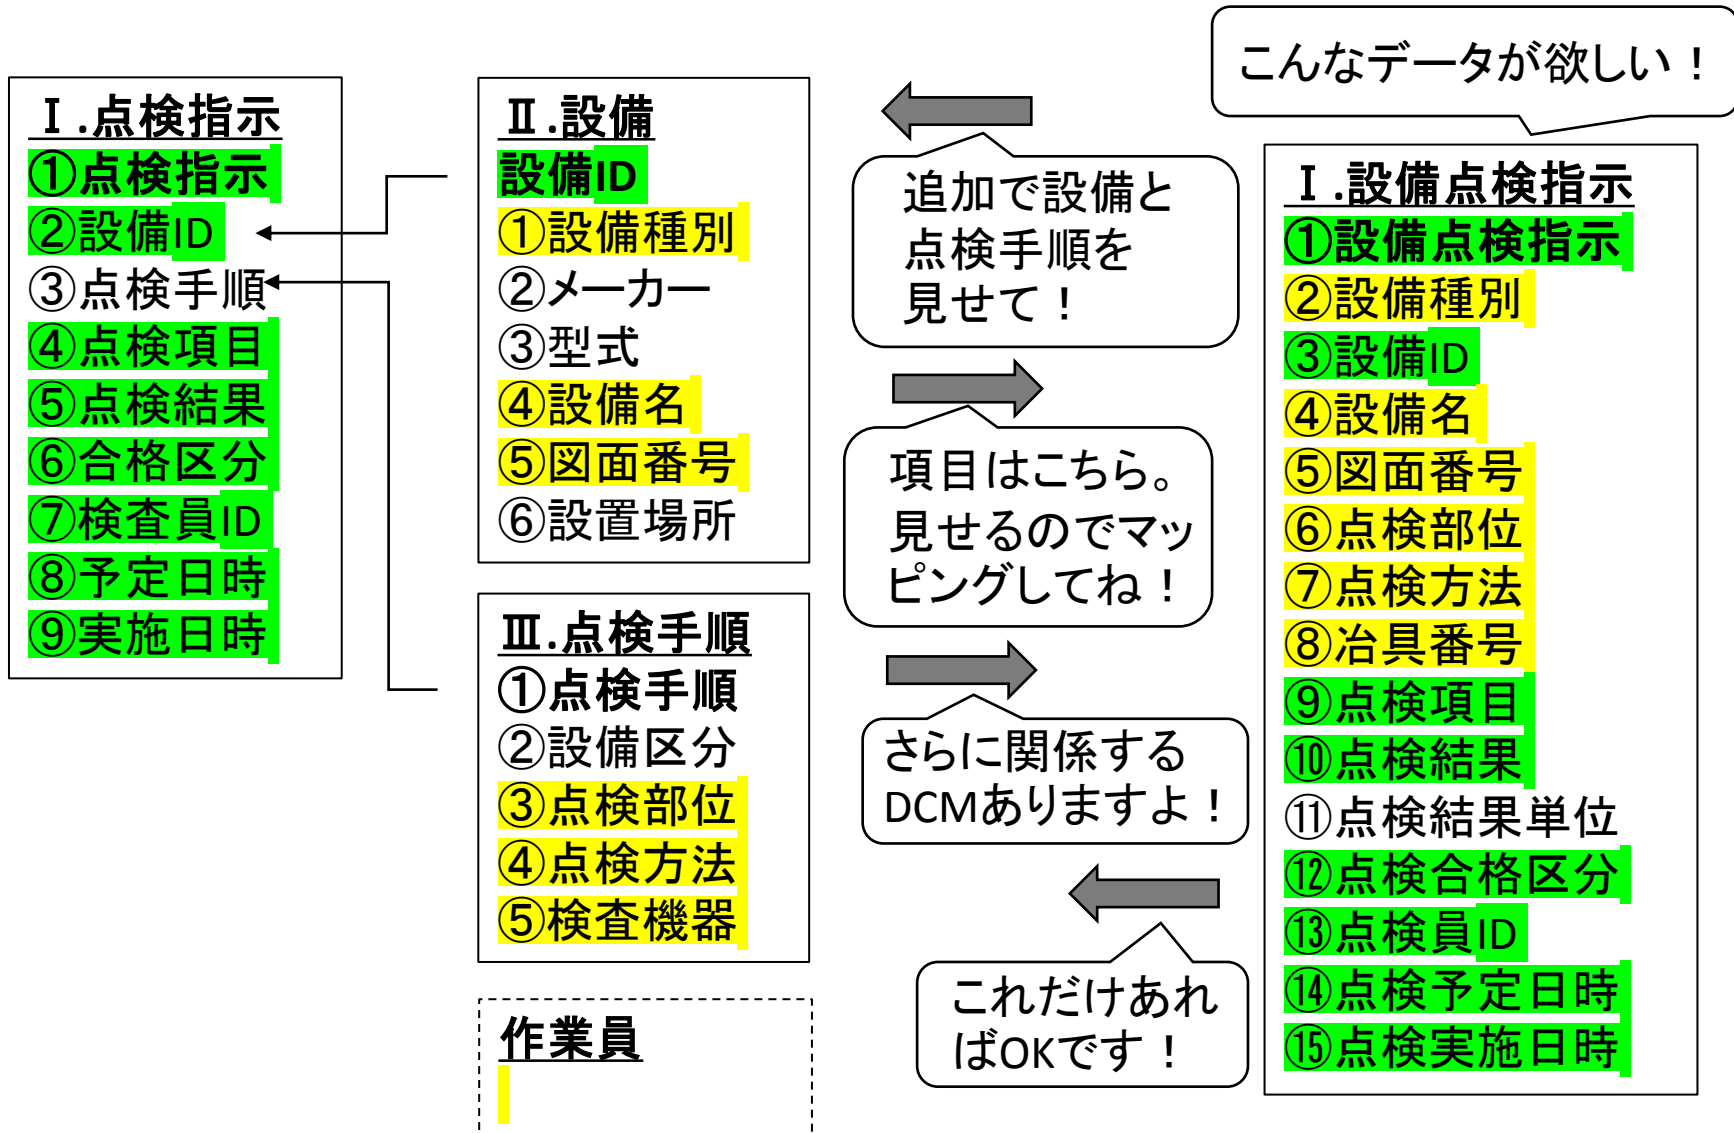 Ⅰ.点検指示
①点検指示
②設備ID
③点検手順
④点検項目
⑤点検結果
⑥合格区分
⑦検査員ID
⑧予定日時
⑨実施日時
Ⅱ.設備
設備ID
①設備種別
②メーカー
③型式
④設備名
⑤図面番号
⑥設置場所
Ⅲ.点検手順
①点検手順
②設備区分
③点検部位
④点検方法
⑤検査機器
作業員
追加で設備と
点検手順を
見せて！
項目はこちら。
見せるのでマッ
ピングしてね！
さらに関係する
DCMありますよ！
これだけあれ
ばOKです！
こんなデータが欲しい！
Ⅰ.設備点検指示
①設備点検指示
②設備種別
③設備ID
④設備名
⑤図面番号
⑥点検部位
⑦点検方法
⑧冶具番号
⑨点検項目
⑩点検結果
⑪点検結果単位
⑫点検合格区分
⑬点検員ID
⑭点検予定日時
⑮点検実施日時